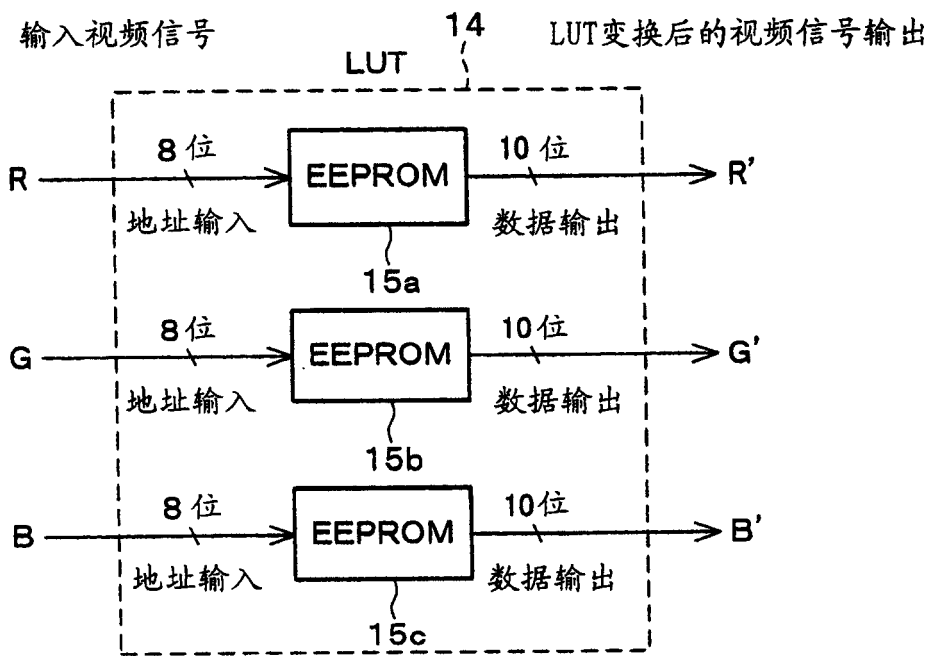 输入视频信号
14
LUT变换后的视频信号输出
LUT
R
8位
地址输入
EEPROM
15a
10位
数据输出
R'
G
8位
地址输入
EEPROM
15b
10位
数据输出
G'
B
8位
地址输入
EEPROM
15c
10位
数据输出
B'